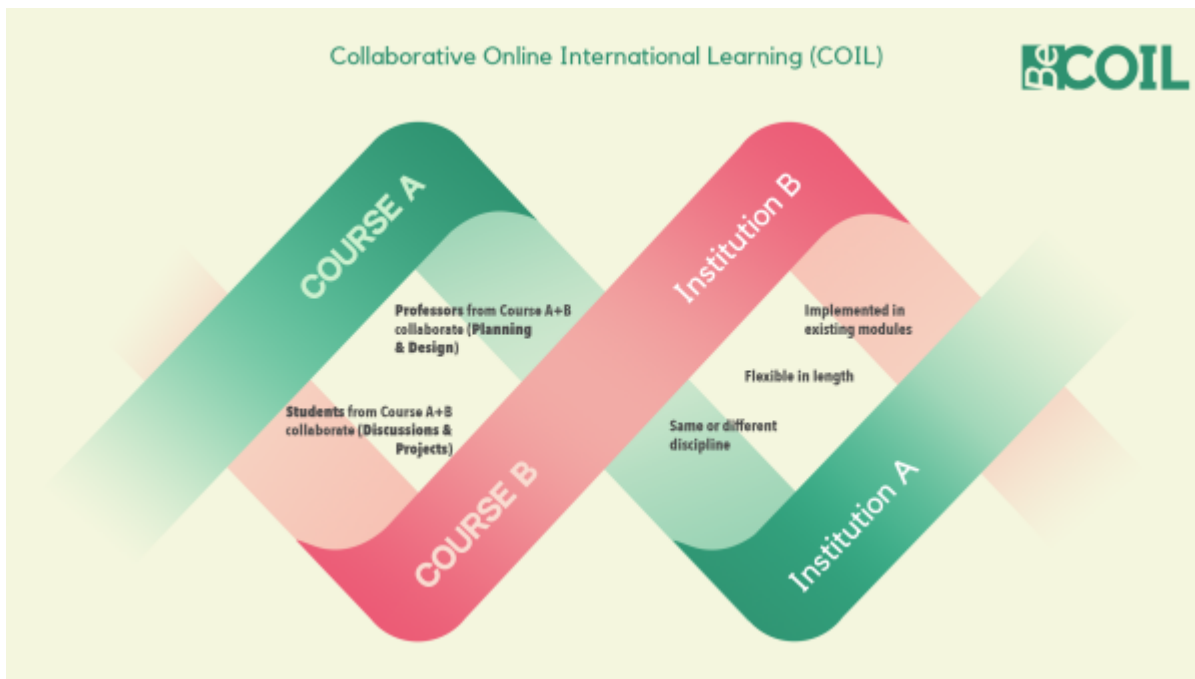 Collaborative Online International Learning (COIL)
BeCOIL
COURSE A
Institution B
Professors from Course A+B
collaborate (Planning
& Design)
Implemented in
existing modules
Flexible in length
Students from Course A+B
collaborate (Discussions &
Projects)
Same or different
discipline
COURSE B
Institution A